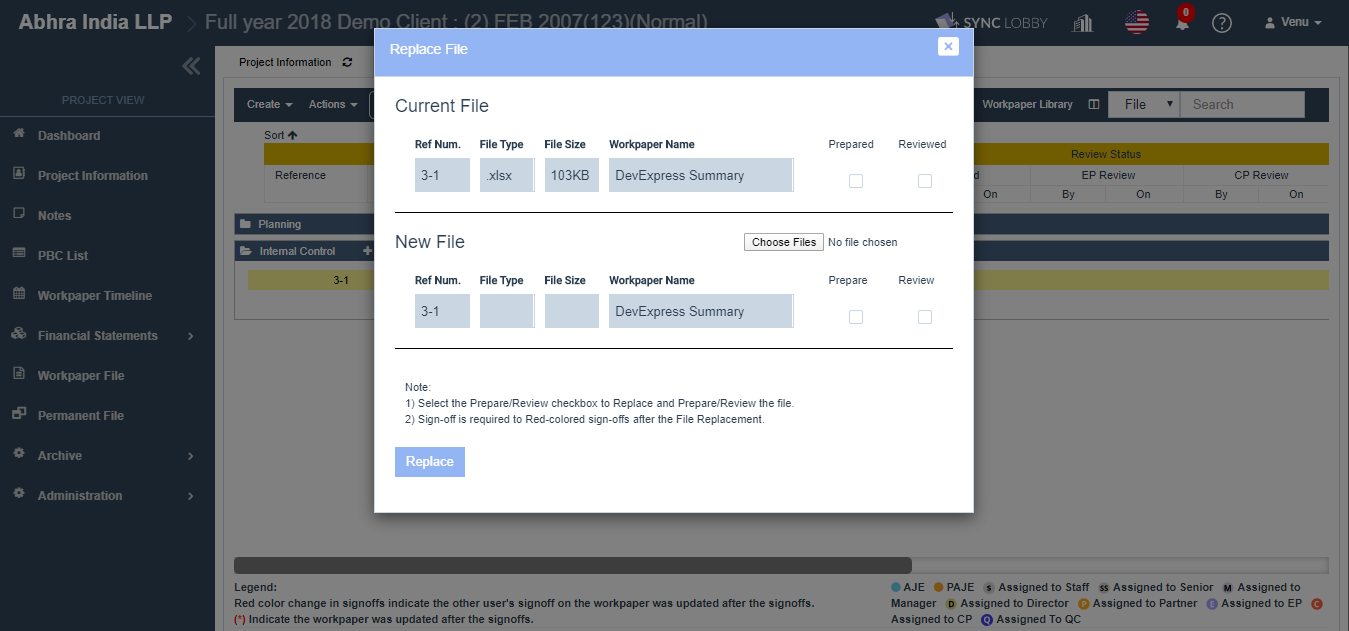 Abhra India LLP
Full year 2018 Demo Client : (2) FEB 2007(123)(Normal)
SYNC LOBBY
0
?
Venu
PROJECT VIEW
Dashboard
Project Information
Notes
PBC List
Workpaper Timeline
Financial Statements
Workpaper File
Permanent File
Archive
Administration
Project Information
Create
Actions
Workpaper Library
File
Search
Sort
Reference
Review Status
EP Review
CP Review
On
By
On
By
On
Planning
Internal Control
3-1
Replace File
Current File
Ref Num. File Type File Size Workpaper Name Prepared Reviewed
3-1 .xlsx 103KB DevExpress Summary
New File
Choose Files No file chosen
Ref Num. File Type File Size Workpaper Name Prepare Review
3-1 DevExpress Summary
Note:
1) Select the Prepare/Review checkbox to Replace and Prepare/Review the file.
2) Sign-off is required to Red-colored sign-offs after the File Replacement.
Replace
Legend:
Red color change in signoffs indicate the other user's signoff on the workpaper was updated after the signoffs.
(*) Indicate the workpaper was updated after the signoffs.
AJE PAJE S Assigned to Staff SS Assigned to Senior M Assigned to
Manager D Assigned to Director P Assigned to Partner E Assigned to EP C
Assigned to CP Q Assigned To QC